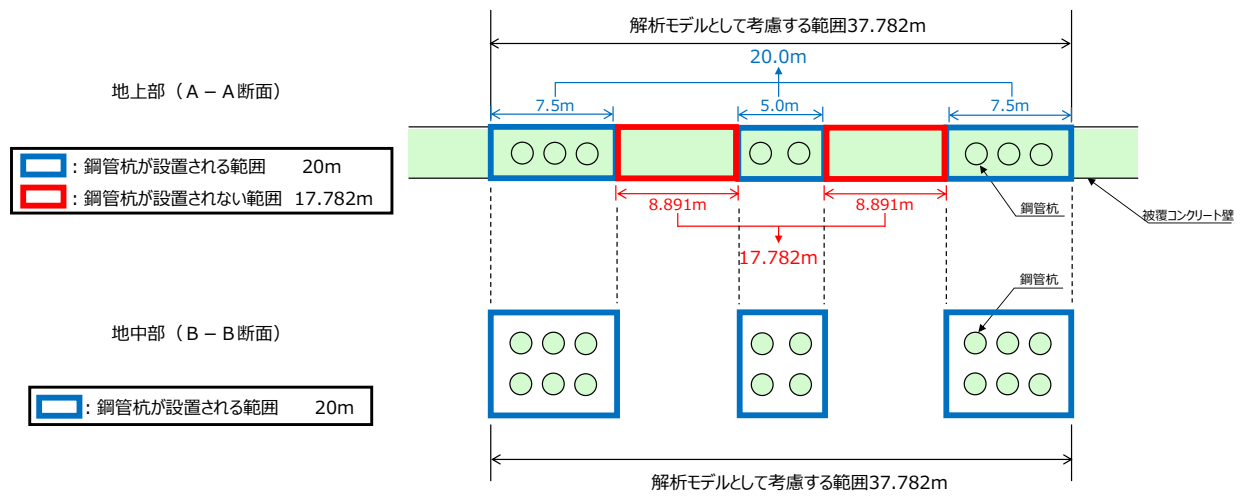 解析モデルとして考慮する範囲37.782m
20.0m
地上部（A－A断面）
7.5m
5.0m
7.5m
：鋼管杭が設置される範囲 20m
：鋼管杭が設置されない範囲 17.782m
8.891m
8.891m
鋼管杭
被覆コンクリート壁
17.782m
鋼管杭
地中部（B－B断面）
：鋼管杭が設置される範囲 20m
解析モデルとして考慮する範囲37.782m